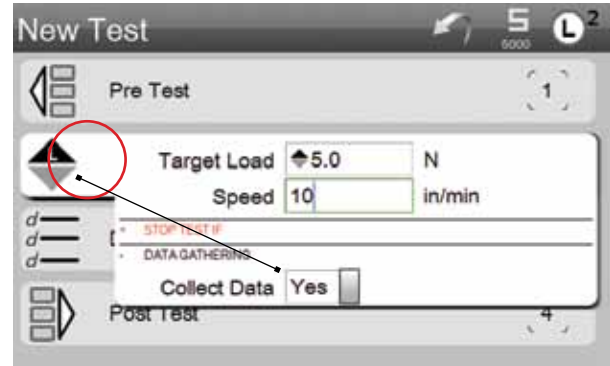 New Test 5 6000 L 2
Pre Test 1
L
Target Load 5.0 N
Speed 10 in/min
STOP TEST IF
DATA GATHERING
d
d
d
Collect Data Yes
Post Test 4